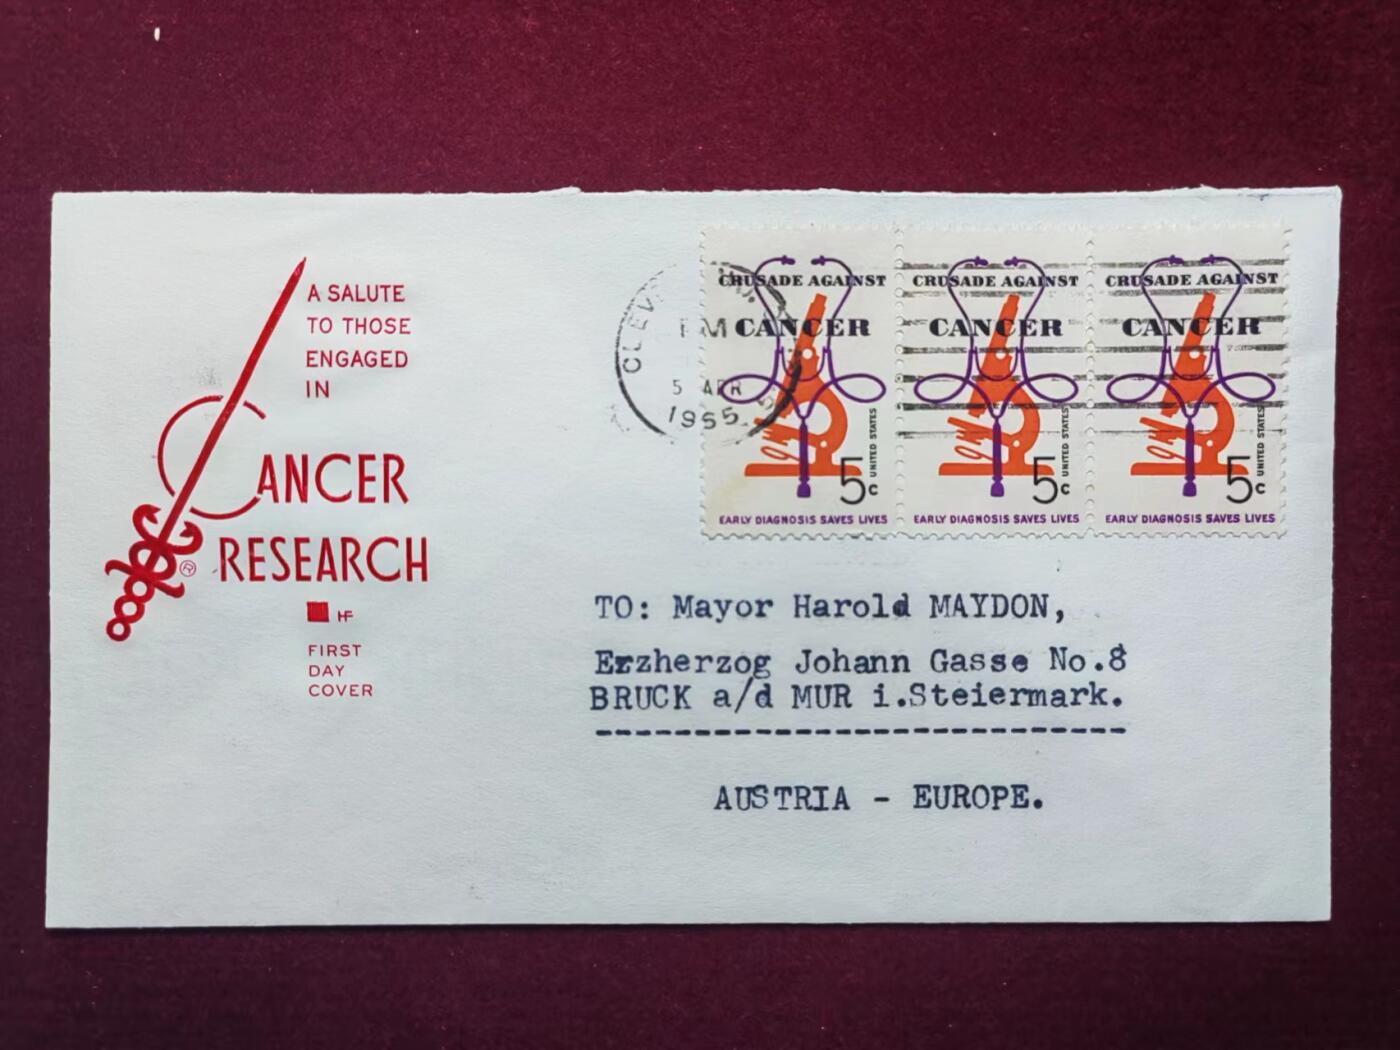 A SALUTE
TO THOSE
ENGAGED
IN
CANCER
RESEARCH
®
HF
FIRST
DAY
COVER
CLEV
PM
5 APR
1965
CRUSADE AGAINST
CANCER
UNITED STATES
5c
EARLY DIAGNOSIS SAVES LIVES
CRUSADE AGAINST
CANCER
UNITED STATES
5c
EARLY DIAGNOSIS SAVES LIVES
CRUSADE AGAINST
CANCER
UNITED STATES
5c
EARLY DIAGNOSIS SAVES LIVES
TO: Mayor Harold MAYDON,
Erzherzog Johann Gasse No.8
BRUCK a/d MUR i.Steiermark.
AUSTRIA - EUROPE.